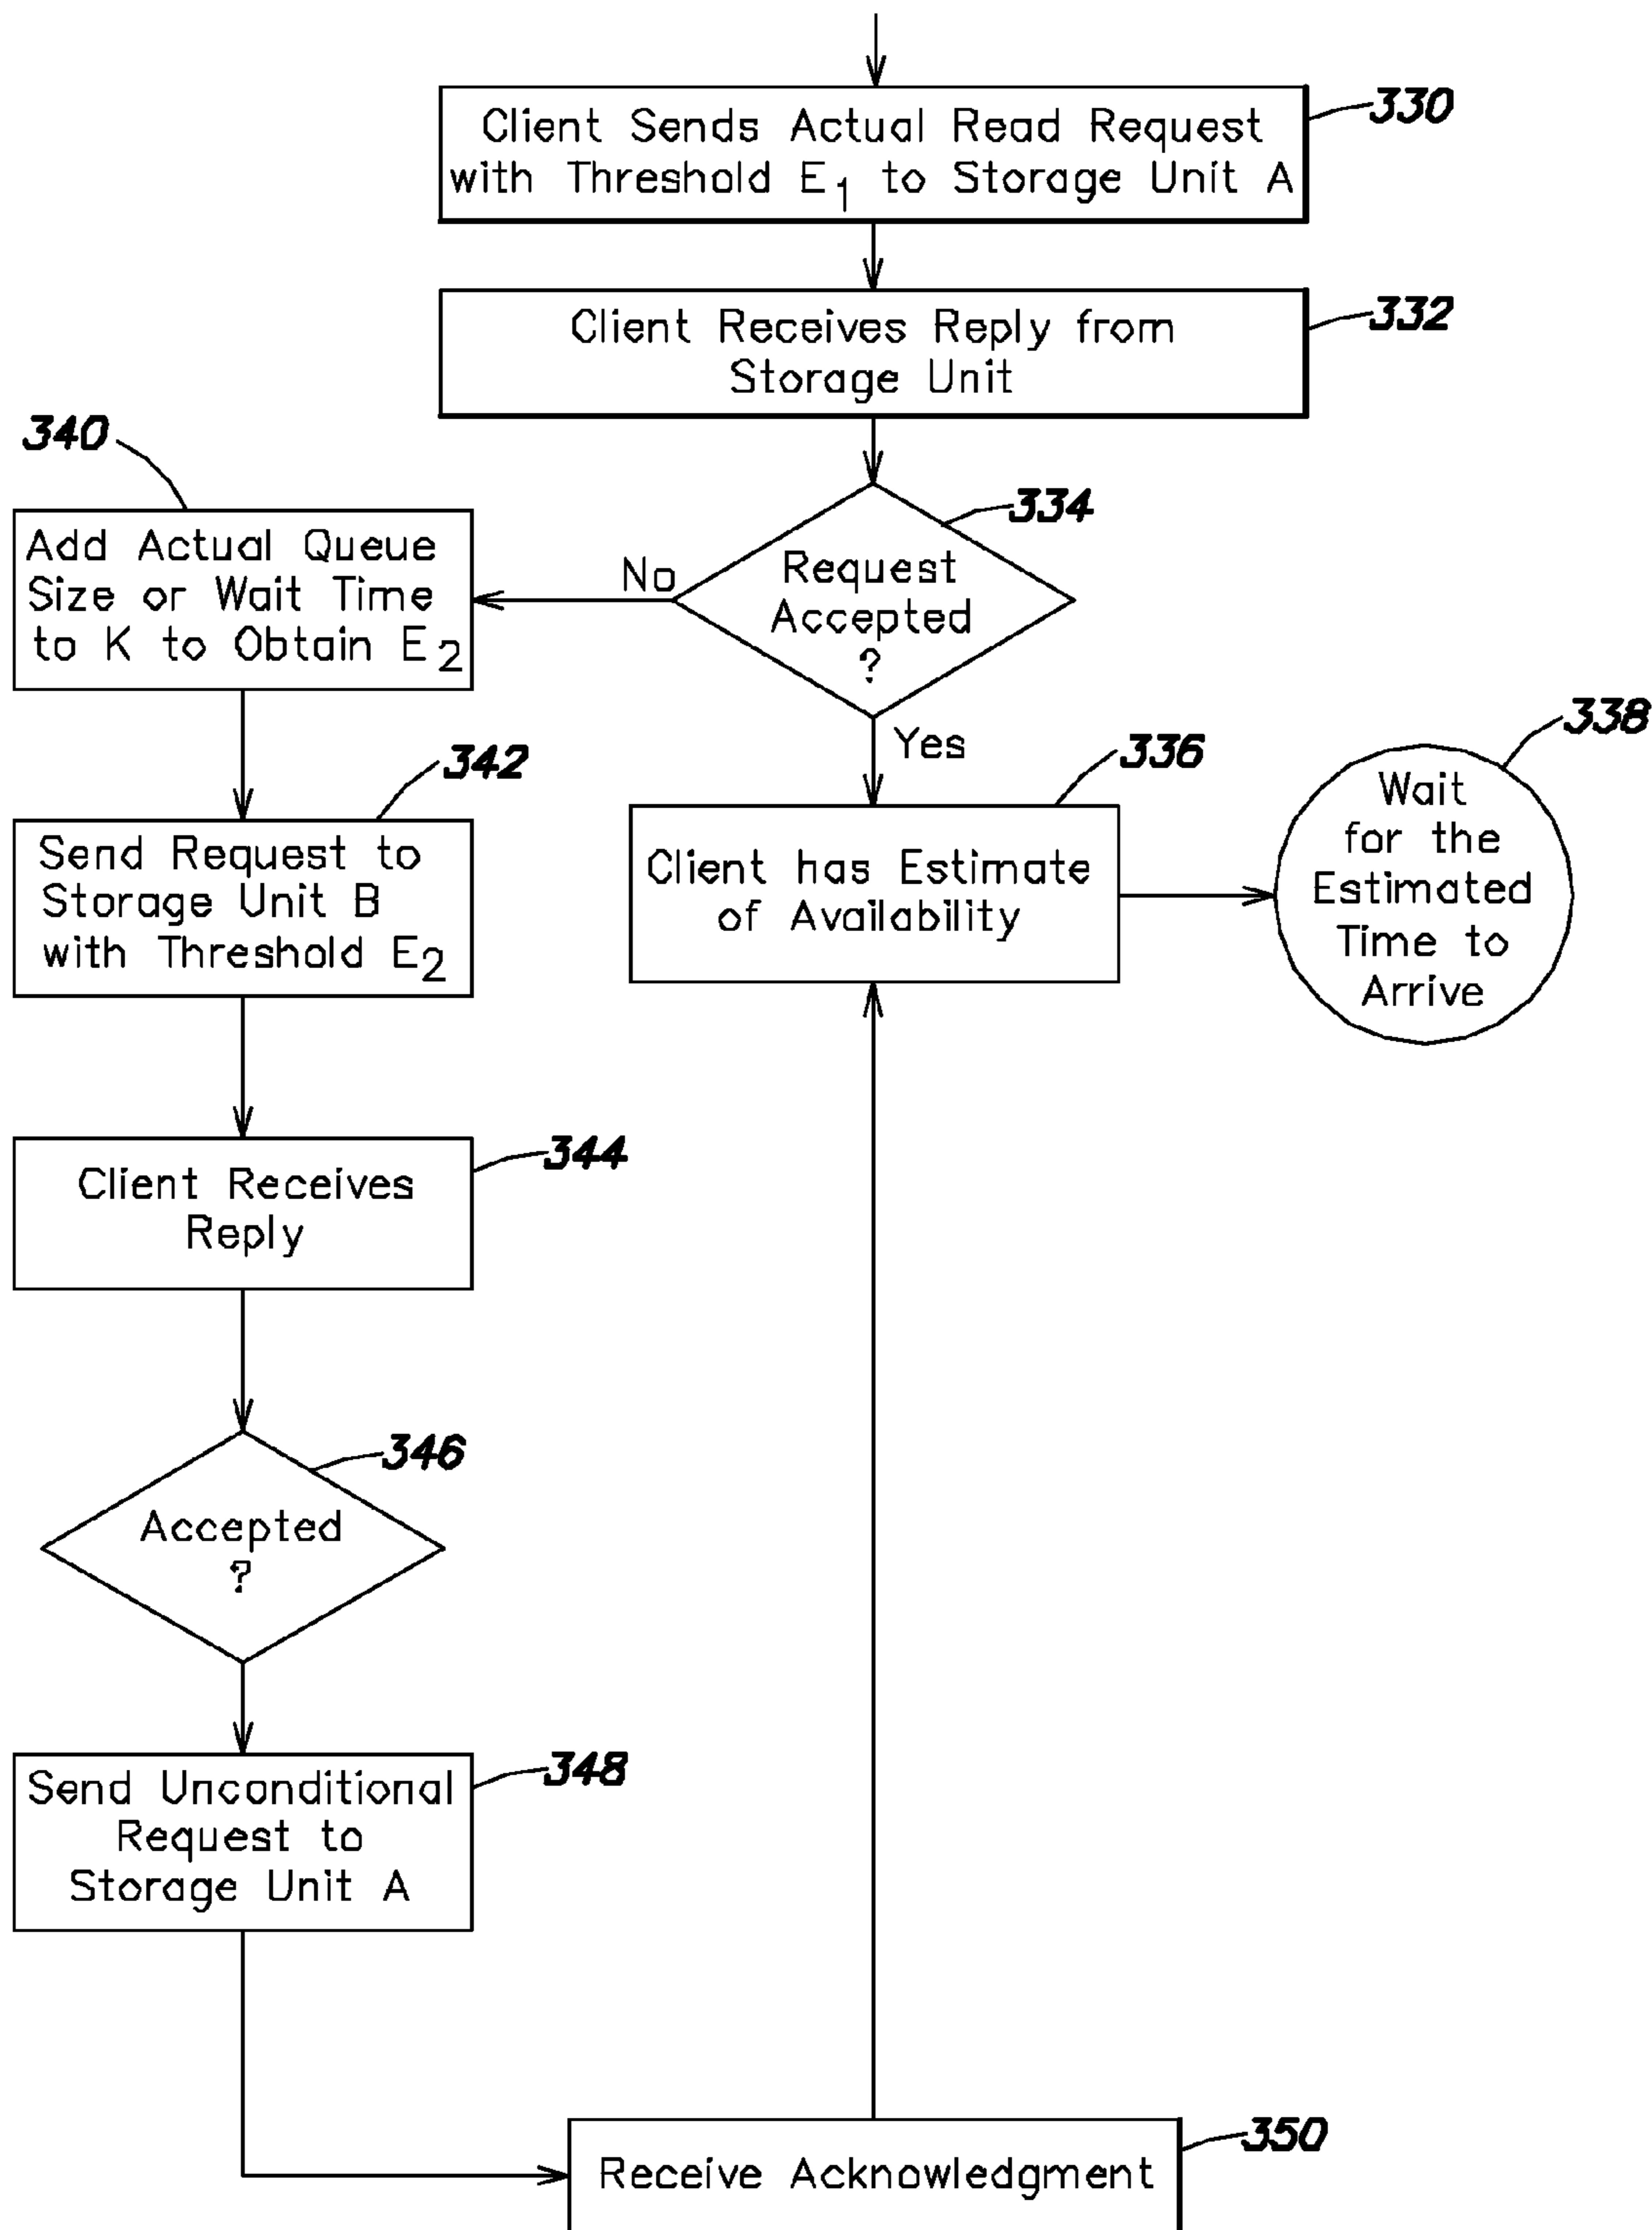 Client Sends Actual Read Request
with Threshold E1 to Storage Unit A
330
Client Receives Reply from
Storage Unit
332
334
Request
Accepted
?
No
Yes
340
Add Actual Queue
Size or Wait Time
to K to Obtain E2
342
Send Request to
Storage Unit B
with Threshold E2
336
Client has Estimate
of Availability
338
Wait
for the
Estimated
Time to
Arrive
344
Client Receives
Reply
346
Accepted
?
348
Send Unconditional
Request to
Storage Unit A
350
Receive Acknowledgment